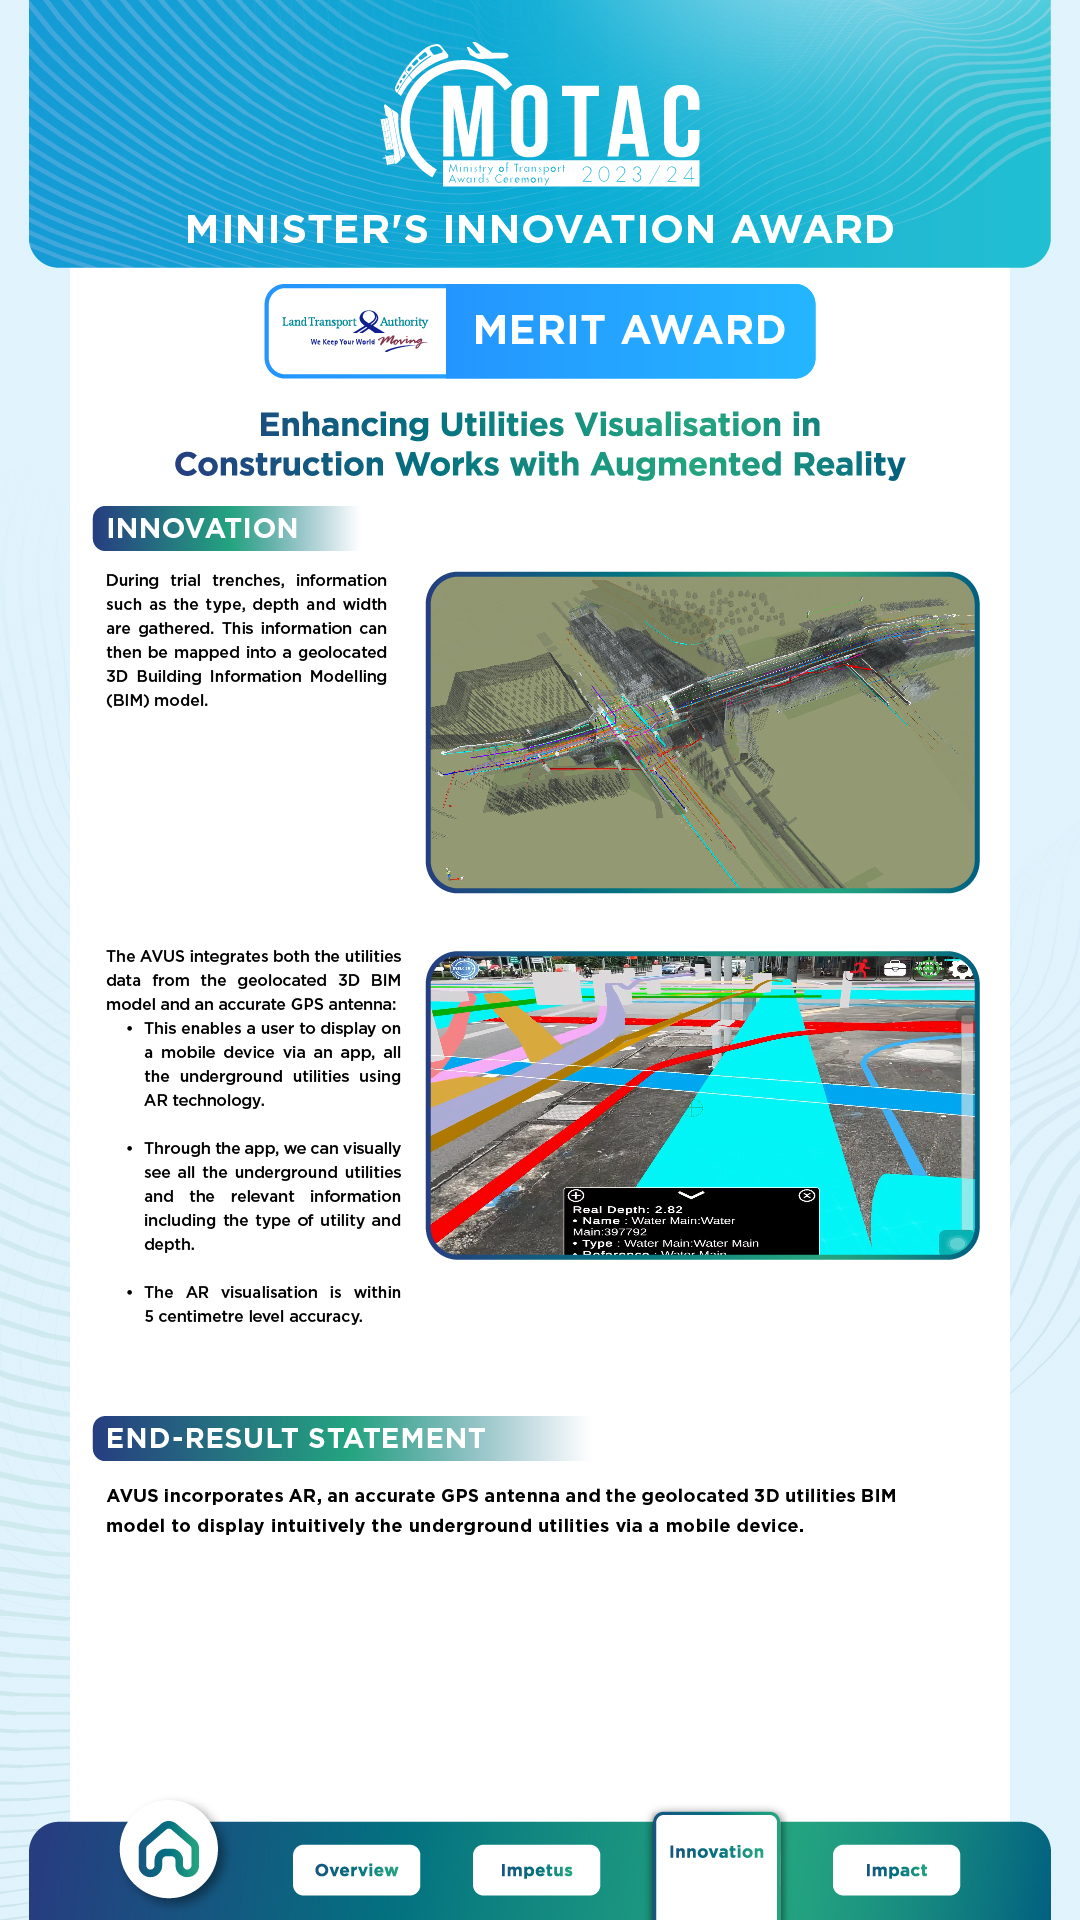 MOTAC
Ministry of Transport
Awards Ceremony 2023/24
MINISTER'S INNOVATION AWARD
Land Transport Authority
We Keep Your World Moving
MERIT AWARD
Enhancing Utilities Visualisation in
Construction Works with Augmented Reality
INNOVATION
During trial trenches, information
such as the type, depth and width
are gathered. This information can
then be mapped into a geolocated
3D Building Information Modelling
(BIM) model.
The AVUS integrates both the utilities
data from the geolocated 3D BIM
model and an accurate GPS antenna:
• This enables a user to display on
a mobile device via an app, all
the underground utilities using
AR technology.
• Through the app, we can visually
see all the underground utilities
and the relevant information
including the type of utility and
depth.
• The AR visualisation is within
5 centimetre level accuracy.
Real Depth: 2.82
• Name : Water Main:Water
Main:397792
• Type : Water Main:Water Main
• Reference : Water Main
END-RESULT STATEMENT
AVUS incorporates AR, an accurate GPS antenna and the geolocated 3D utilities BIM
model to display intuitively the underground utilities via a mobile device.
Overview
Impetus
Innovation
Impact